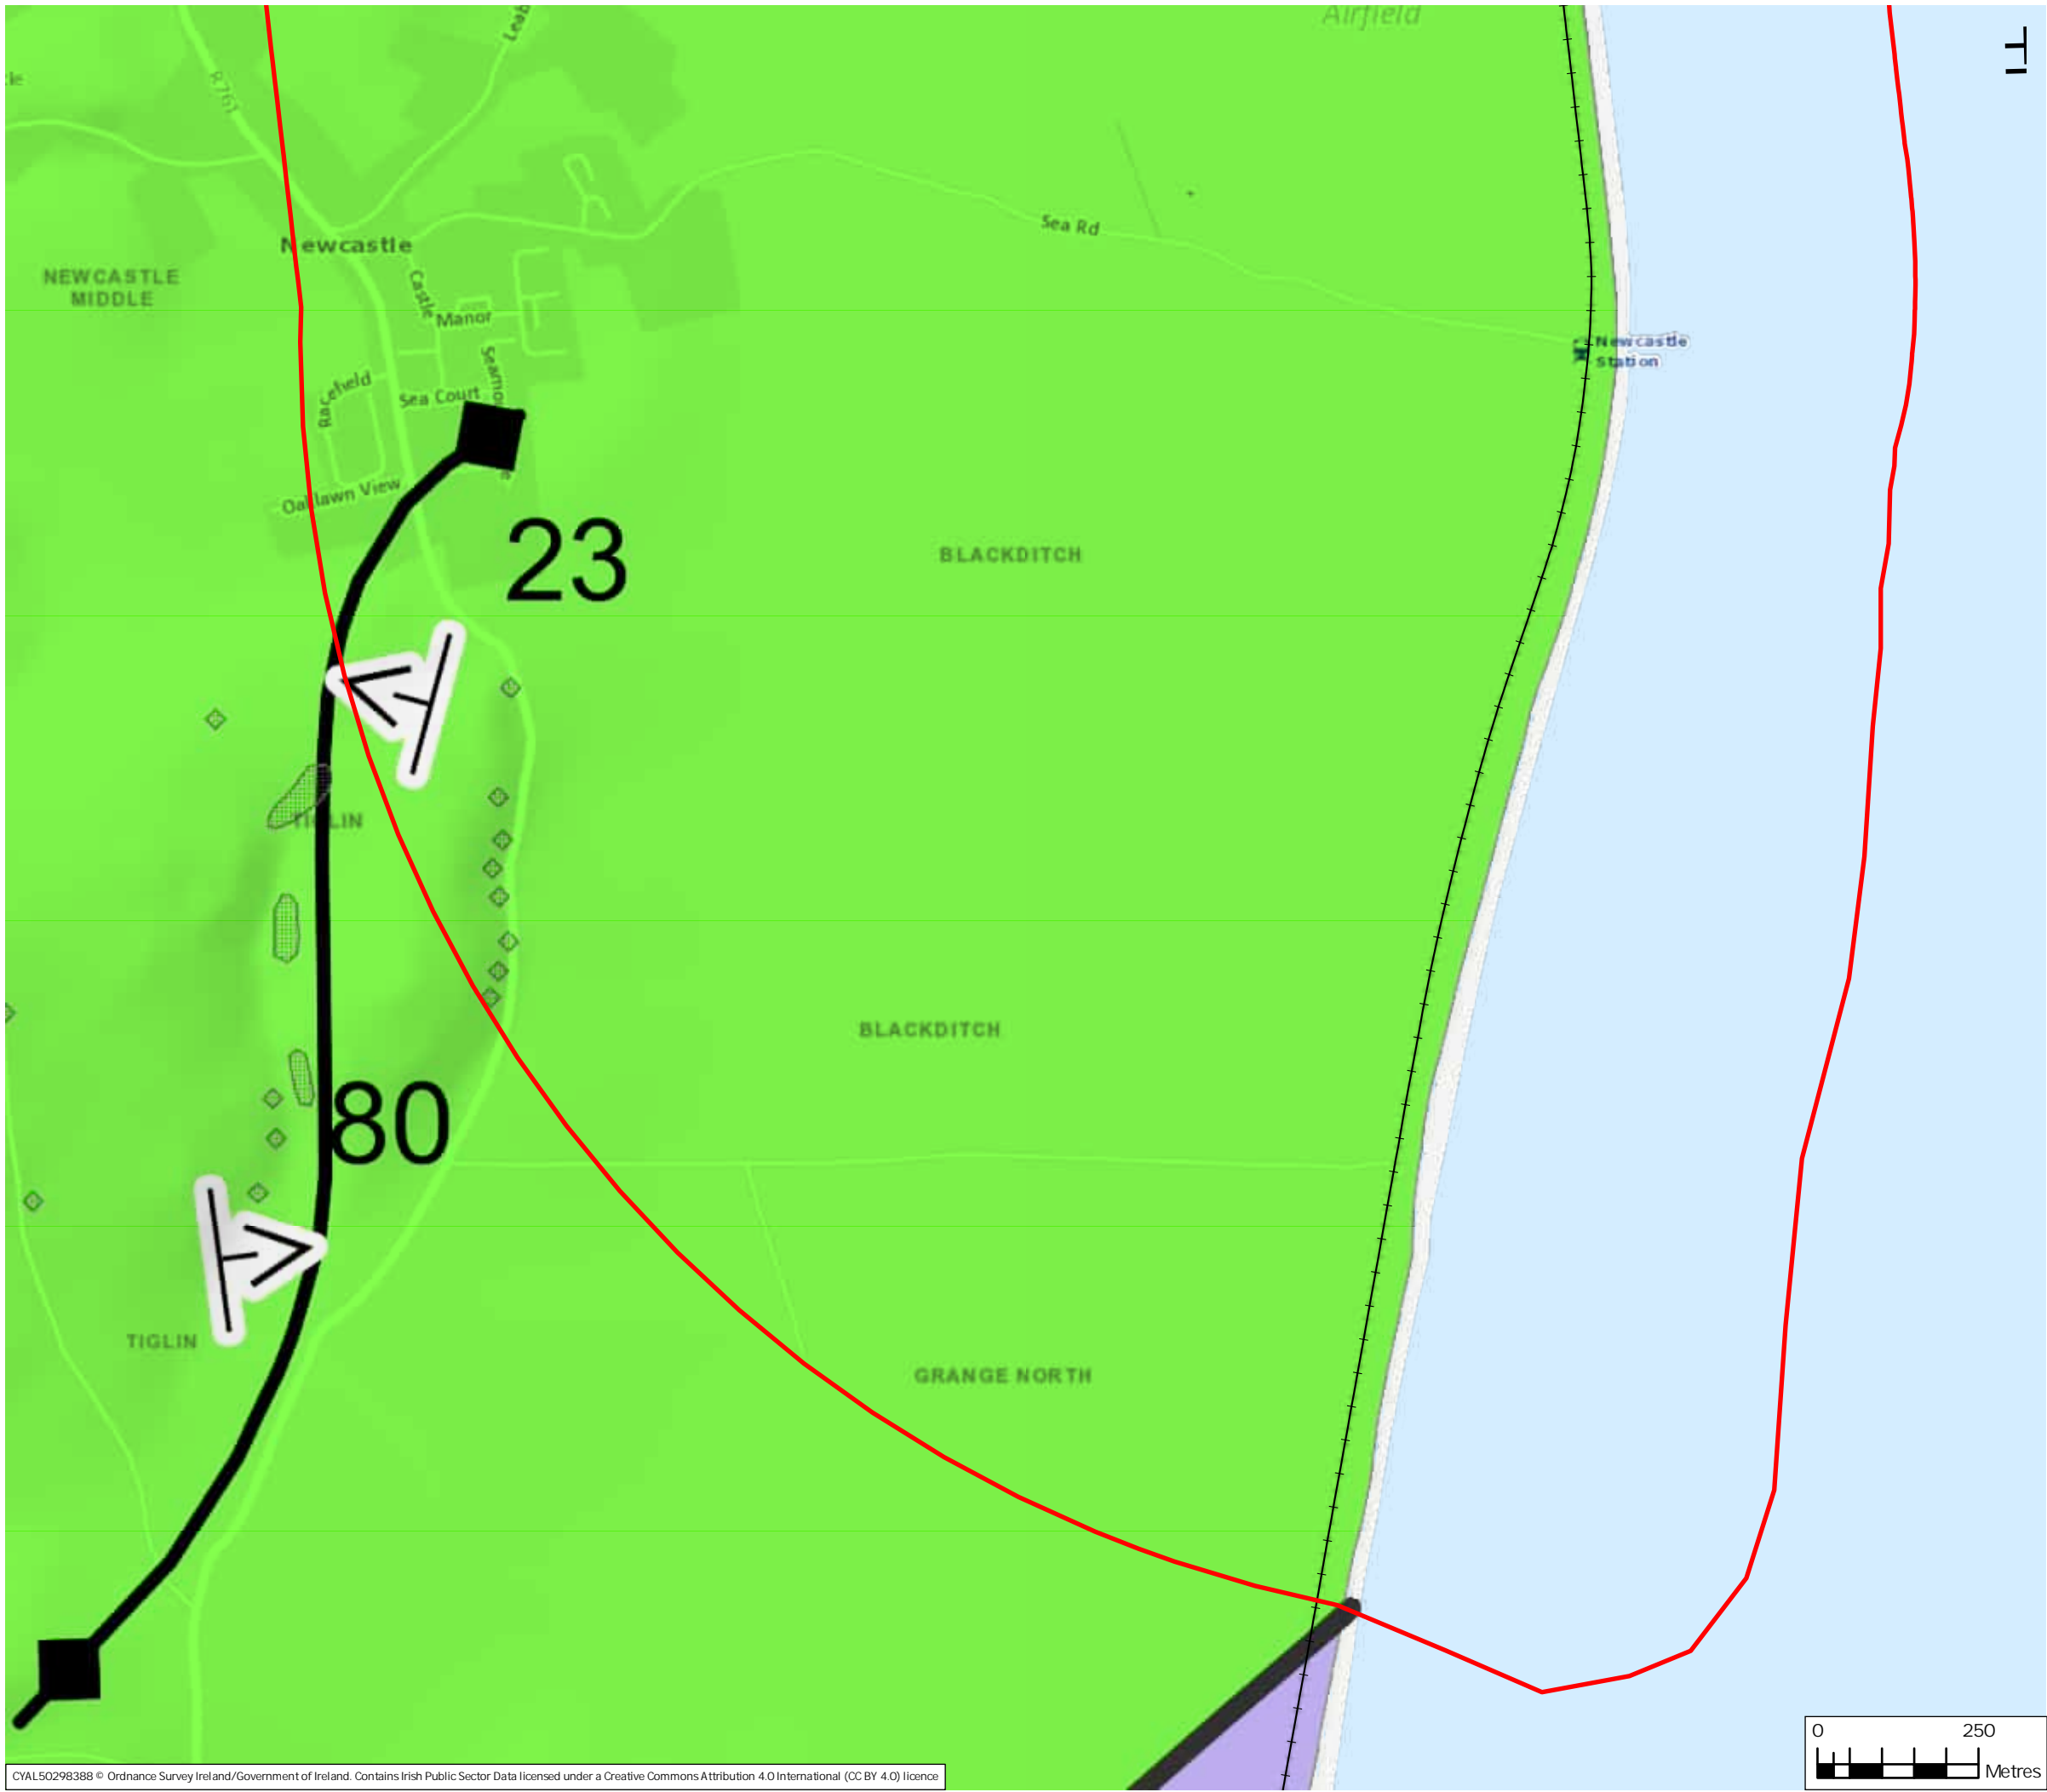 Airfield
R761
Newcastle
Sea Rd
NEWCASTLE
MIDDLE
Castle
Manor
Newcastle
Station
Racefield
Sea Court
Oaklawn View
23
BLACKDITCH
TIGLIN
BLACKDITCH
80
TIGLIN
GRANGE NORTH
0 250
Metres
CYAL50298388 © Ordnance Survey Ireland/Government of Ireland. Contains Irish Public Sector Data licensed under a Creative Commons Attribution 4.0 International (CC BY 4.0) licence